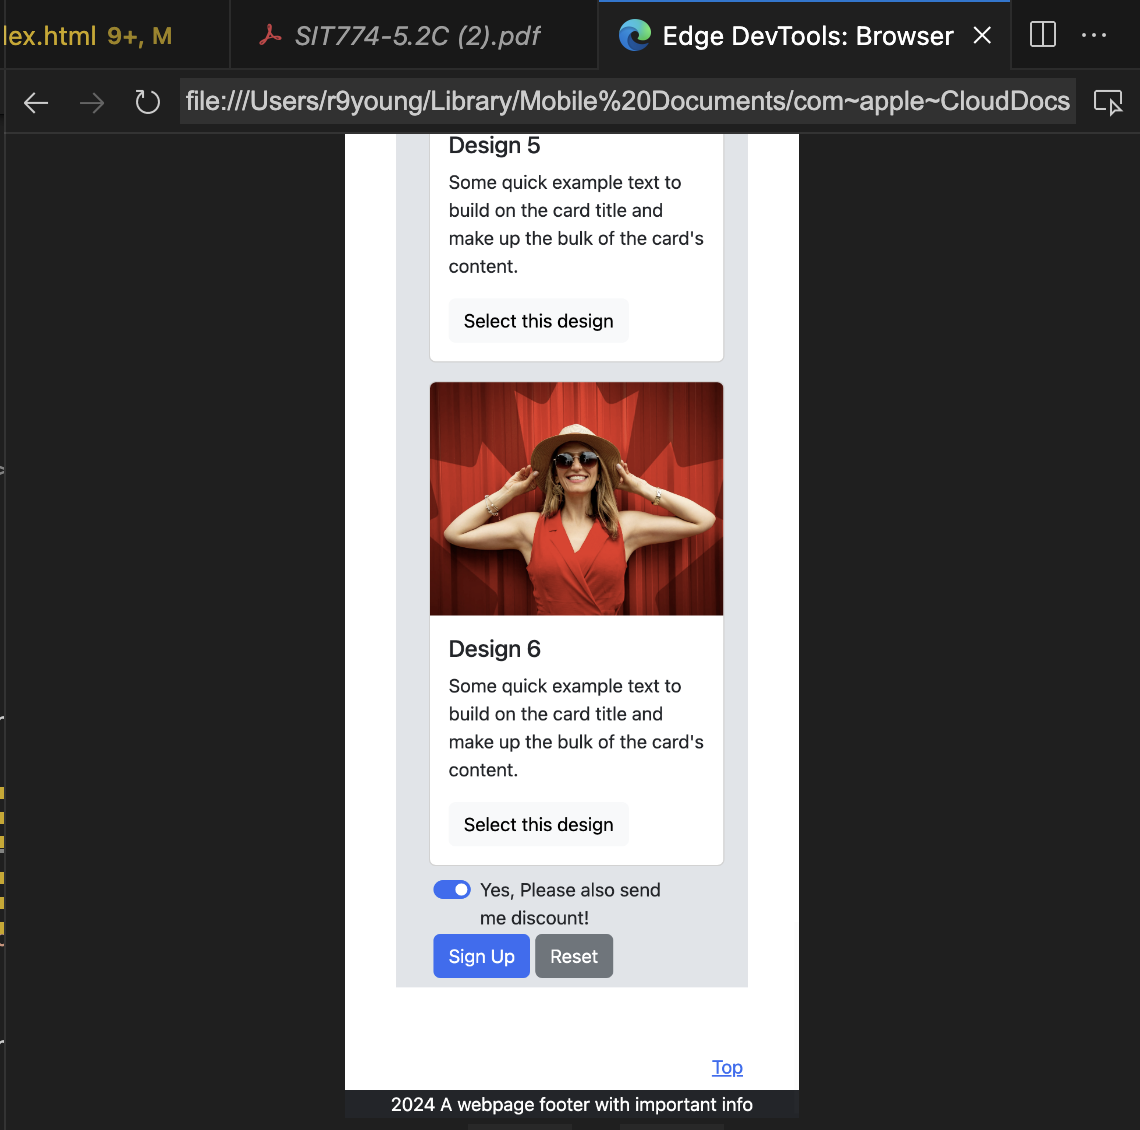 lex.html 9+, M
SIT774-5.2C (2).pdf
Edge DevTools: Browser
file:///Users/r9young/Library/Mobile%20Documents/com~apple~CloudDocs
Design 5
Some quick example text to
build on the card title and
make up the bulk of the card's
content.
Select this design
Design 6
Some quick example text to
build on the card title and
make up the bulk of the card's
content.
Select this design
Yes, Please also send
me discount!
Sign Up
Reset
Top
2024 A webpage footer with important info